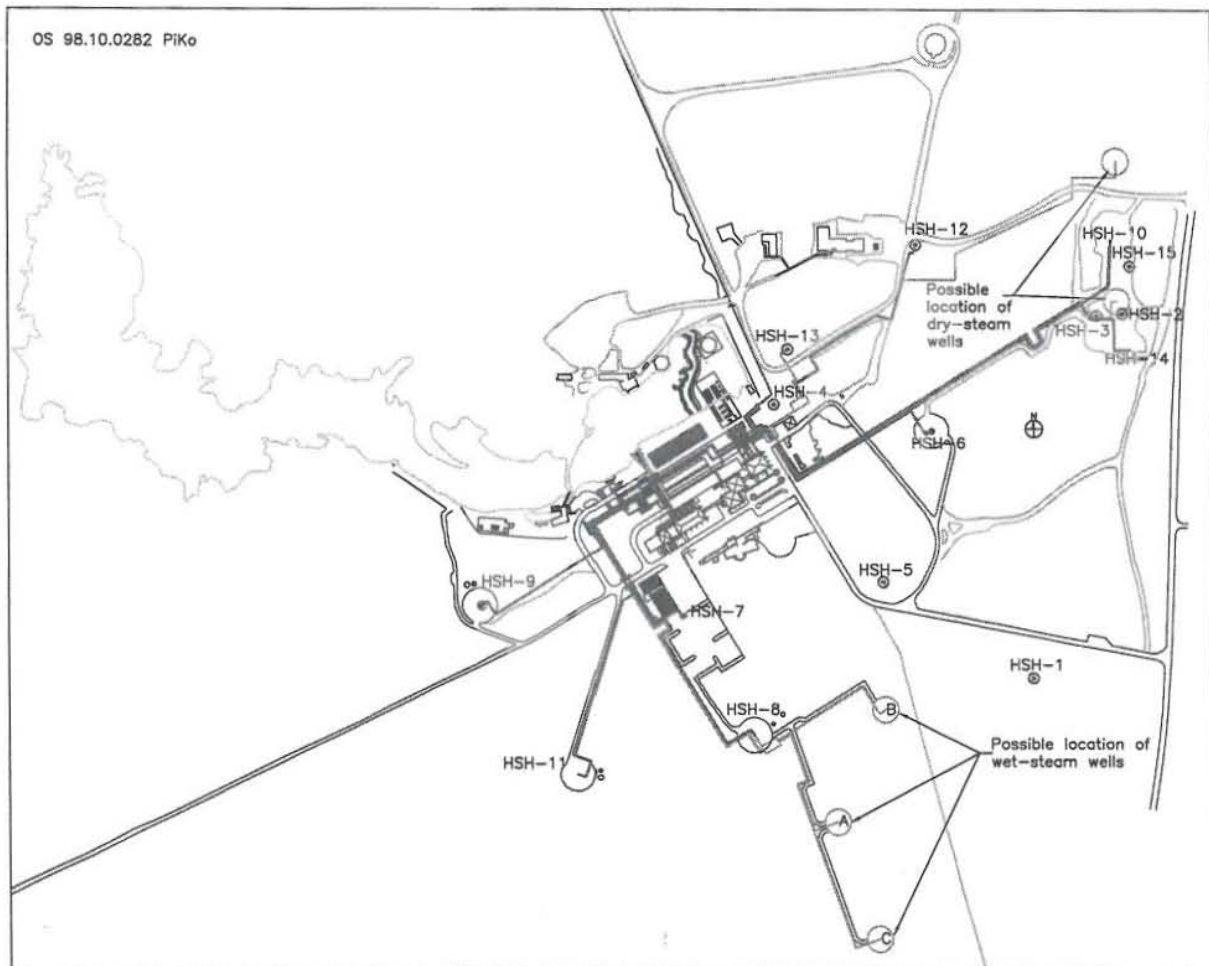 OS 98.10.0282 PiKo
HSH-12
HSH-10
HSH-15
Possible
location of
dry-steam
wells
HSH-3
HSH-2
HSH-14
HSH-13
HSH-4
N
HSH-6
HSH-5
HSH-9
HSH-7
HSH-1
HSH-8
B
Possible location of
wet-steam wells
HSH-11
A
C